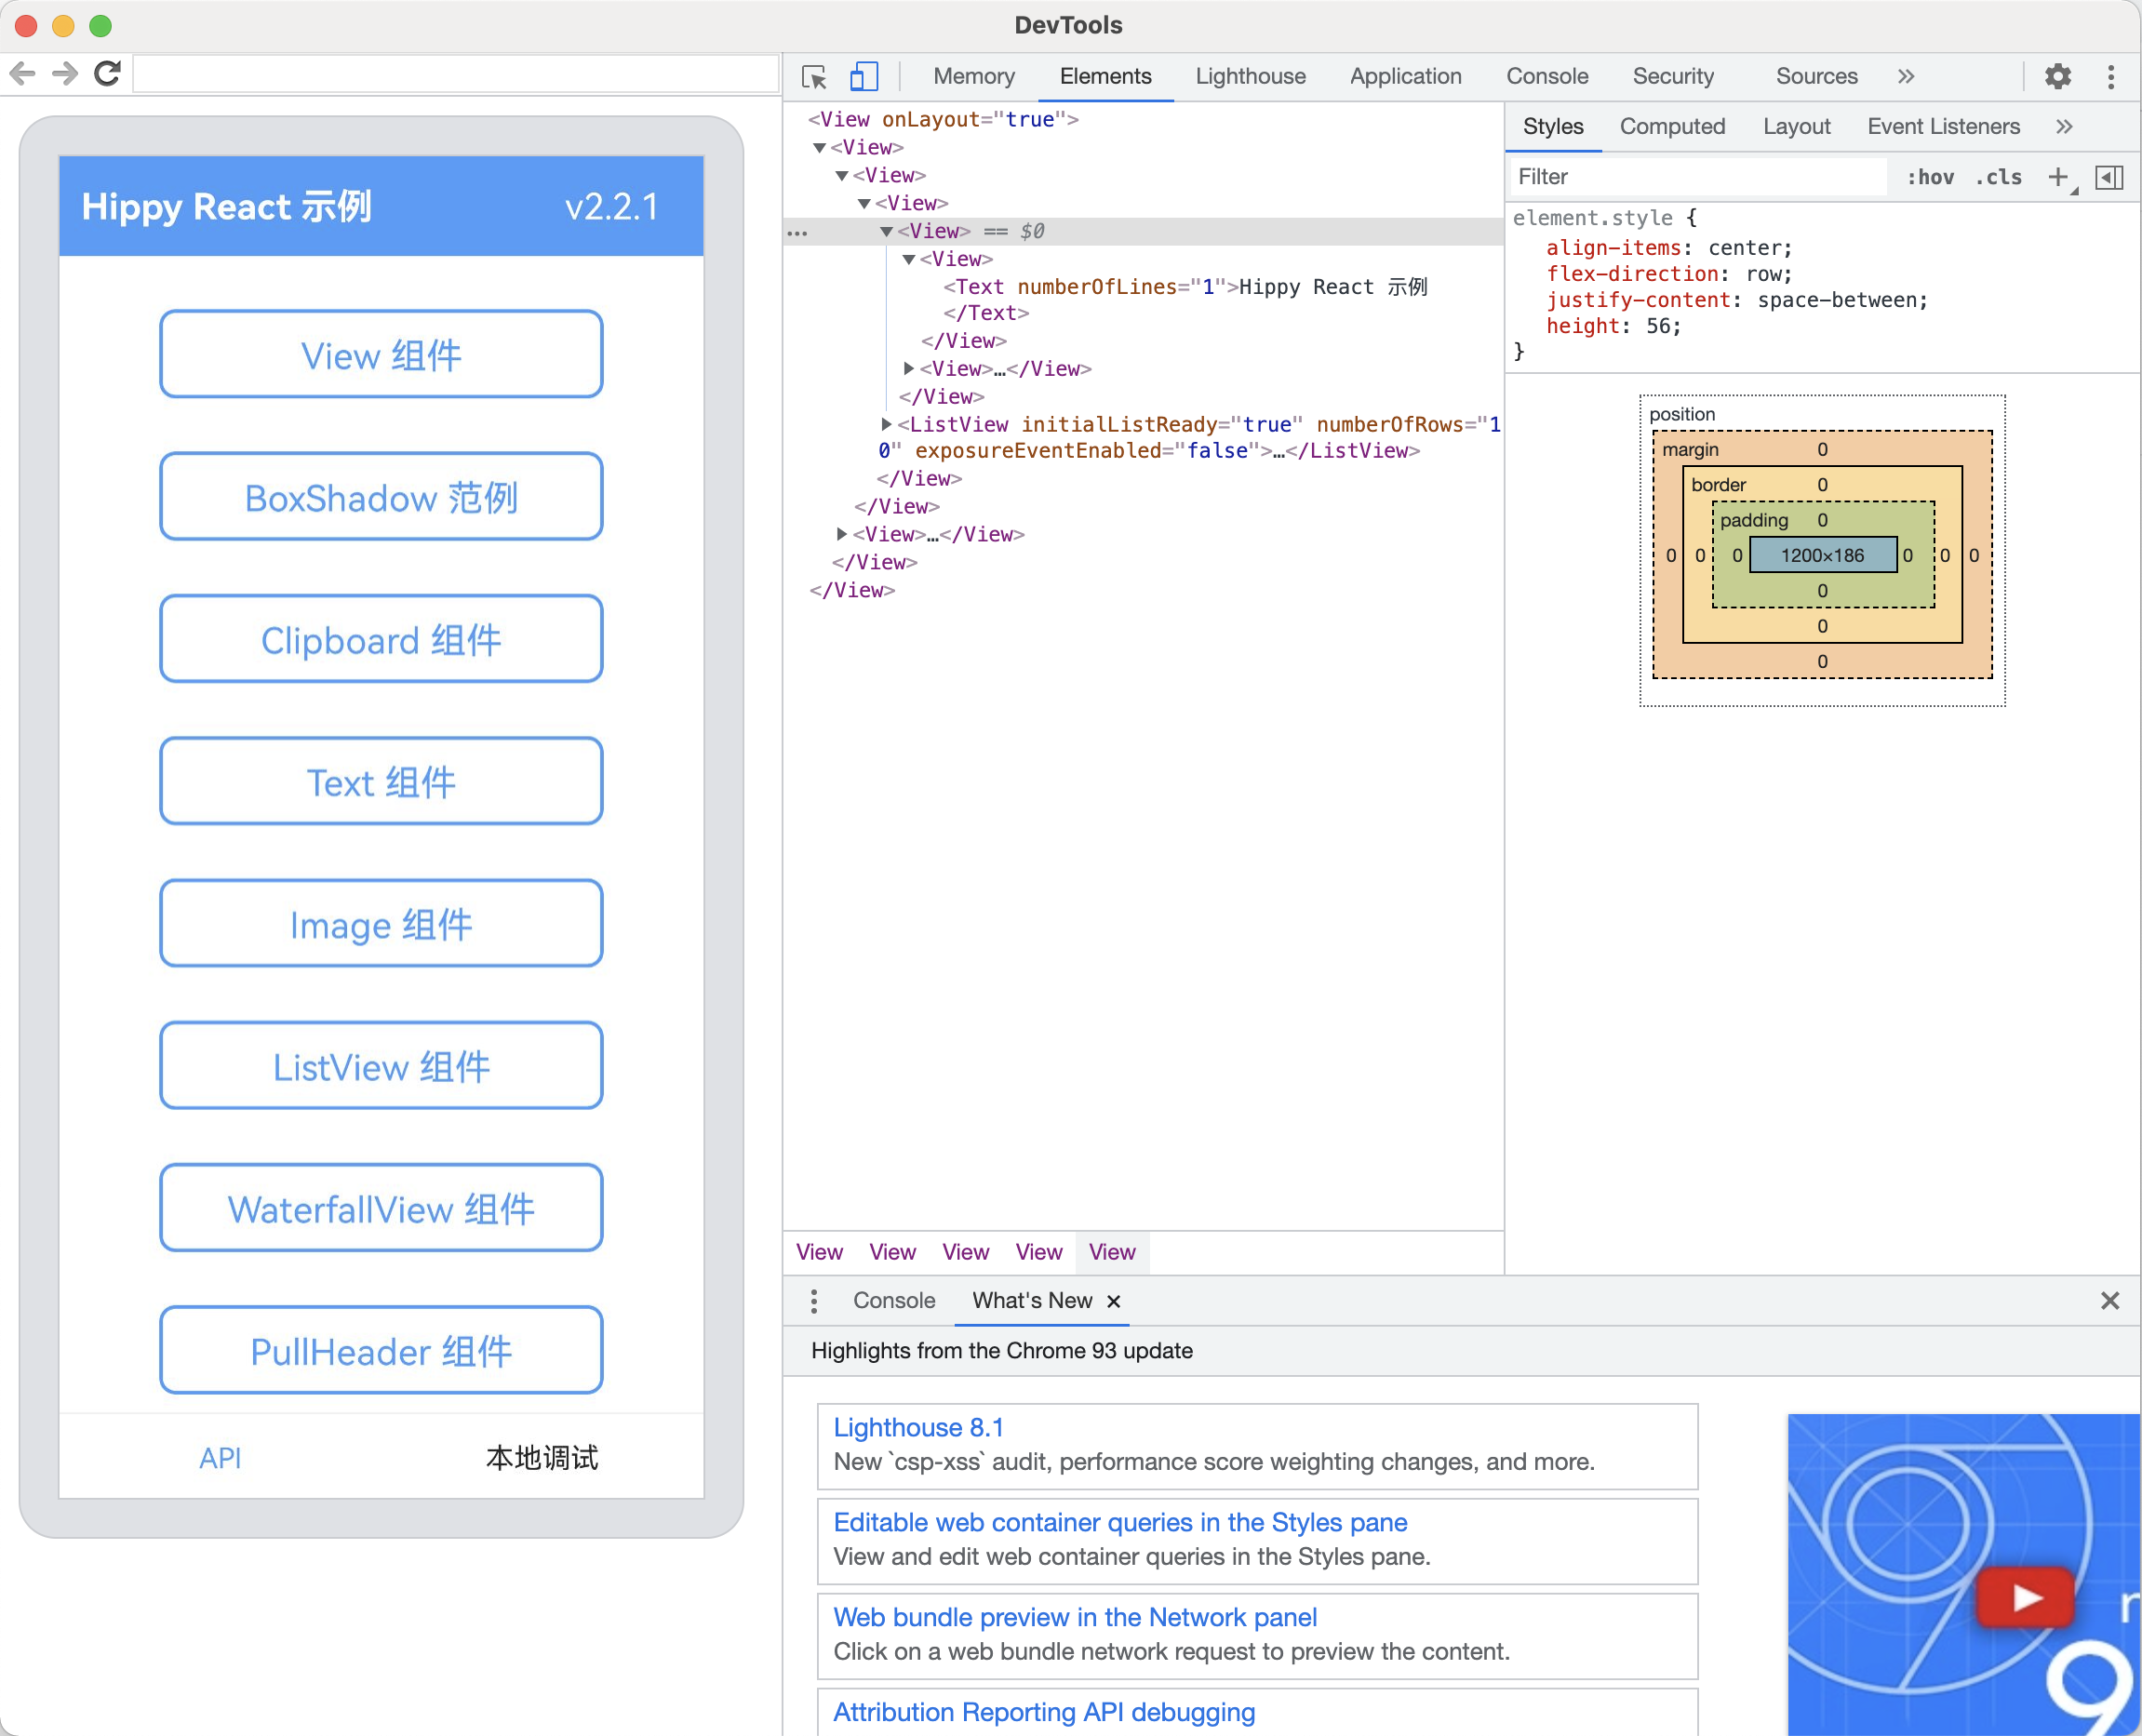 DevTools
Hippy React 示例 v2.2.1
View 组件
BoxShadow 范例
Clipboard 组件
Text 组件
Image 组件
ListView 组件
WaterfallView 组件
PullHeader 组件
API 本地调试
Memory Elements Lighthouse Application Console Security Sources »
<View onLayout="true">
▼<View>
▼<View>
▼<View>
… ▼<View> == $0
▼<View>
<Text numberOfLines="1">Hippy React 示例
</Text>
</View>
▶<View>…</View>
</View>
▶<ListView initialListReady="true" numberOfRows="1
0" exposureEventEnabled="false">…</ListView>
</View>
</View>
▶<View>…</View>
</View>
</View>
View View View View View
Styles Computed Layout Event Listeners »
Filter :hov .cls +
element.style {
align-items: center;
flex-direction: row;
justify-content: space-between;
height: 56;
}
position
margin 0
border 0
padding 0
0 0 0 1200×186 0 0 0
0
0
0
Console What's New ×
Highlights from the Chrome 93 update
Lighthouse 8.1
New `csp-xss` audit, performance score weighting changes, and more.
Editable web container queries in the Styles pane
View and edit web container queries in the Styles pane.
Web bundle preview in the Network panel
Click on a web bundle network request to preview the content.
Attribution Reporting API debugging
9